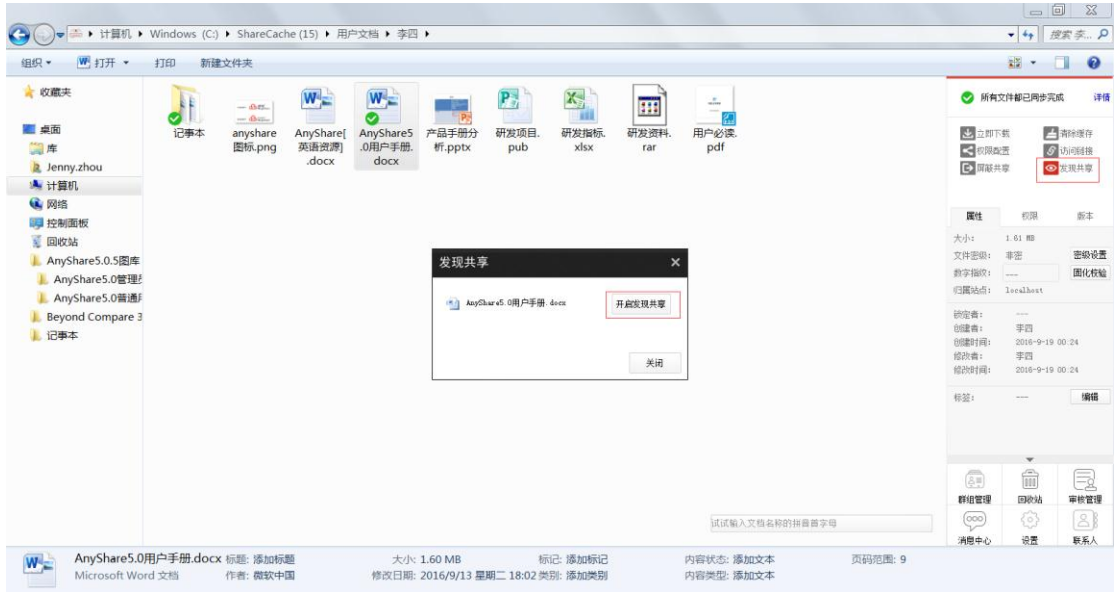 计算机 ▸ Windows (C:) ▸ ShareCache (15) ▸ 用户文档 ▸ 李四 ▸
搜索 李...
组织 打开 打印 新建文件夹
收藏夹
桌面
库
Jenny.zhou
计算机
网络
控制面板
回收站
AnyShare5.0.5图库
AnyShare5.0管理
AnyShare5.0普通
Beyond Compare 3
记事本
记事本
anyshare
图标.png
AnyShare[
英语资源]
.docx
AnyShare5
.0用户手册.
docx
产品手册分
析.pptx
研发项目.
pub
研发指标.
xlsx
研发资料.
rar
用户必读.
pdf
发现共享
AnyShare5.0用户手册.docx
开启发现共享
关闭
试试输入文档名称的拼音首字母
所有文件都已同步完成 详情
立即下载 清除缓存
权限配置 访问链接
屏蔽共享 发现共享
属性 权限 版本
大小: 1.61 MB
文件密级: 非密 密级设置
数字指纹: --- 固化校验
归属站点: localhost
锁定者: ---
创建者: 李四
创建时间: 2016-9-19 00:24
修改者: 李四
修改时间: 2016-9-19 00:24
标签: --- 编辑
群组管理 回收站 审核管理
消息中心 设置 联系人
AnyShare5.0用户手册.docx 标题: 添加标题 大小: 1.60 MB 标记: 添加标记 内容状态: 添加文本 页码范围: 9
Microsoft Word 文档 作者: 微软中国 修改日期: 2016/9/13 星期二 18:02 类别: 添加类别 内容类型: 添加文本